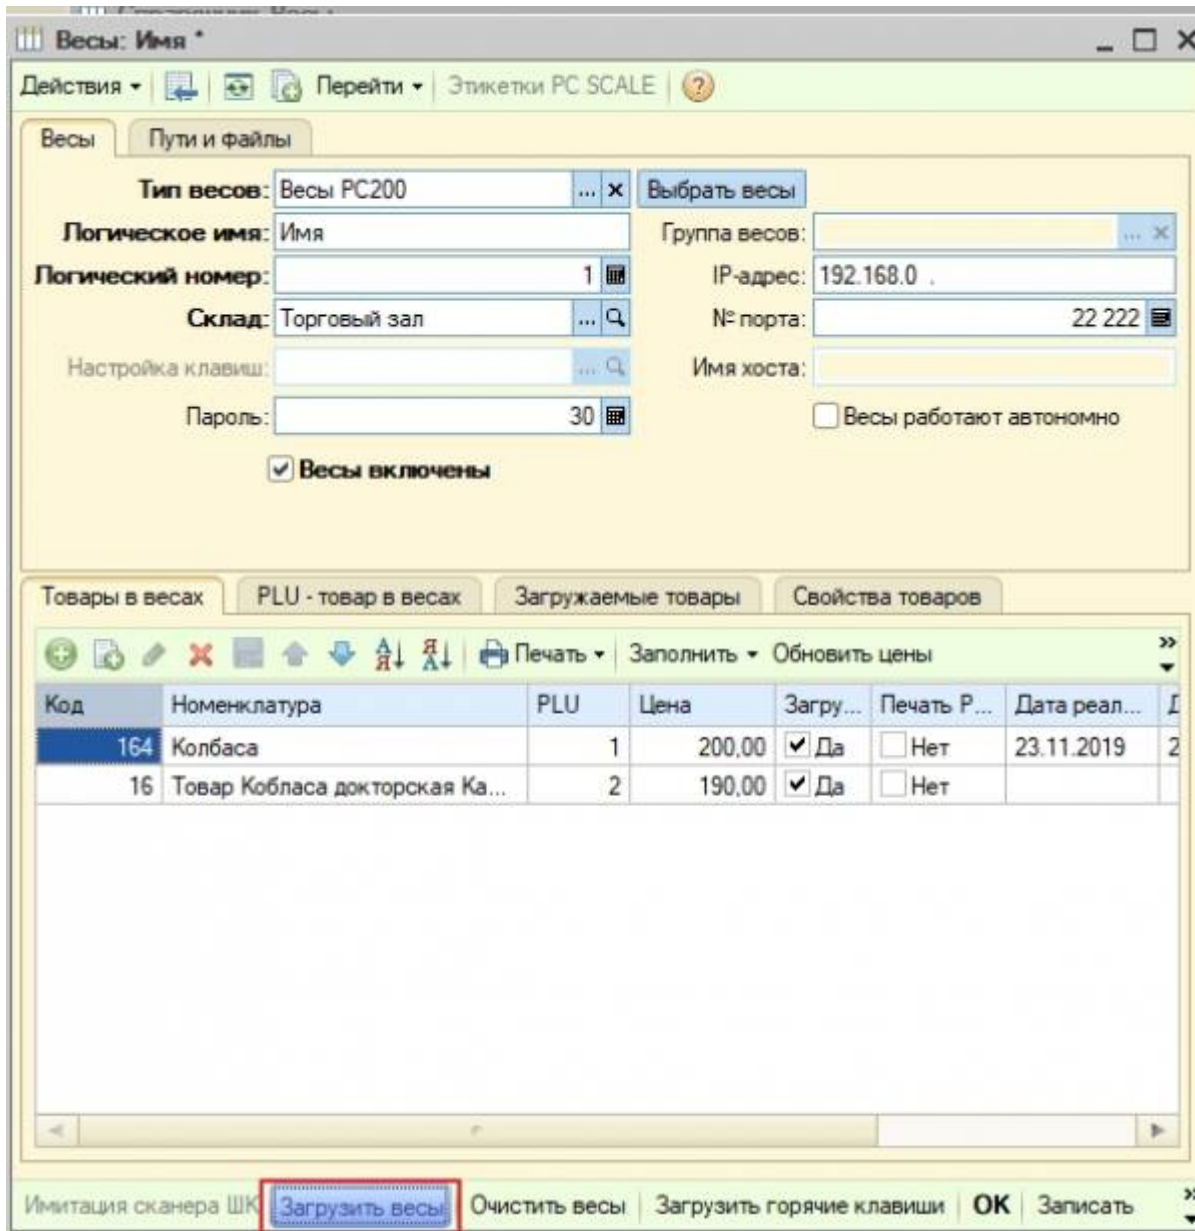 Весы: Имя *
Действия Перейти Этикетки PC SCALE ?
Весы Пути и файлы
Тип весов: Весы PC200 ... x Выбрать весы
Логическое имя: Имя Группа весов: ... x
Логический номер: 1 IP-адрес: 192.168.0 .
Склад: Торговый зал ... № порта: 22 222
Настройка клавиш: ... Имя хоста:
Пароль: 30 Весы работают автономно
Весы включены
Товары в весах PLU - товар в весах Загружаемые товары Свойства товаров
Печать Заполнить Обновить цены »
Код Номенклатура PLU Цена Загру... Печать Р... Дата реал... Д
164 Колбаса 1 200,00 Да Нет 23.11.2019 2
16 Товар Кобласа докторская Ка... 2 190,00 Да Нет
Имитация сканера ШК Загрузить весы Очистить весы Загрузить горячие клавиши OK Записать »